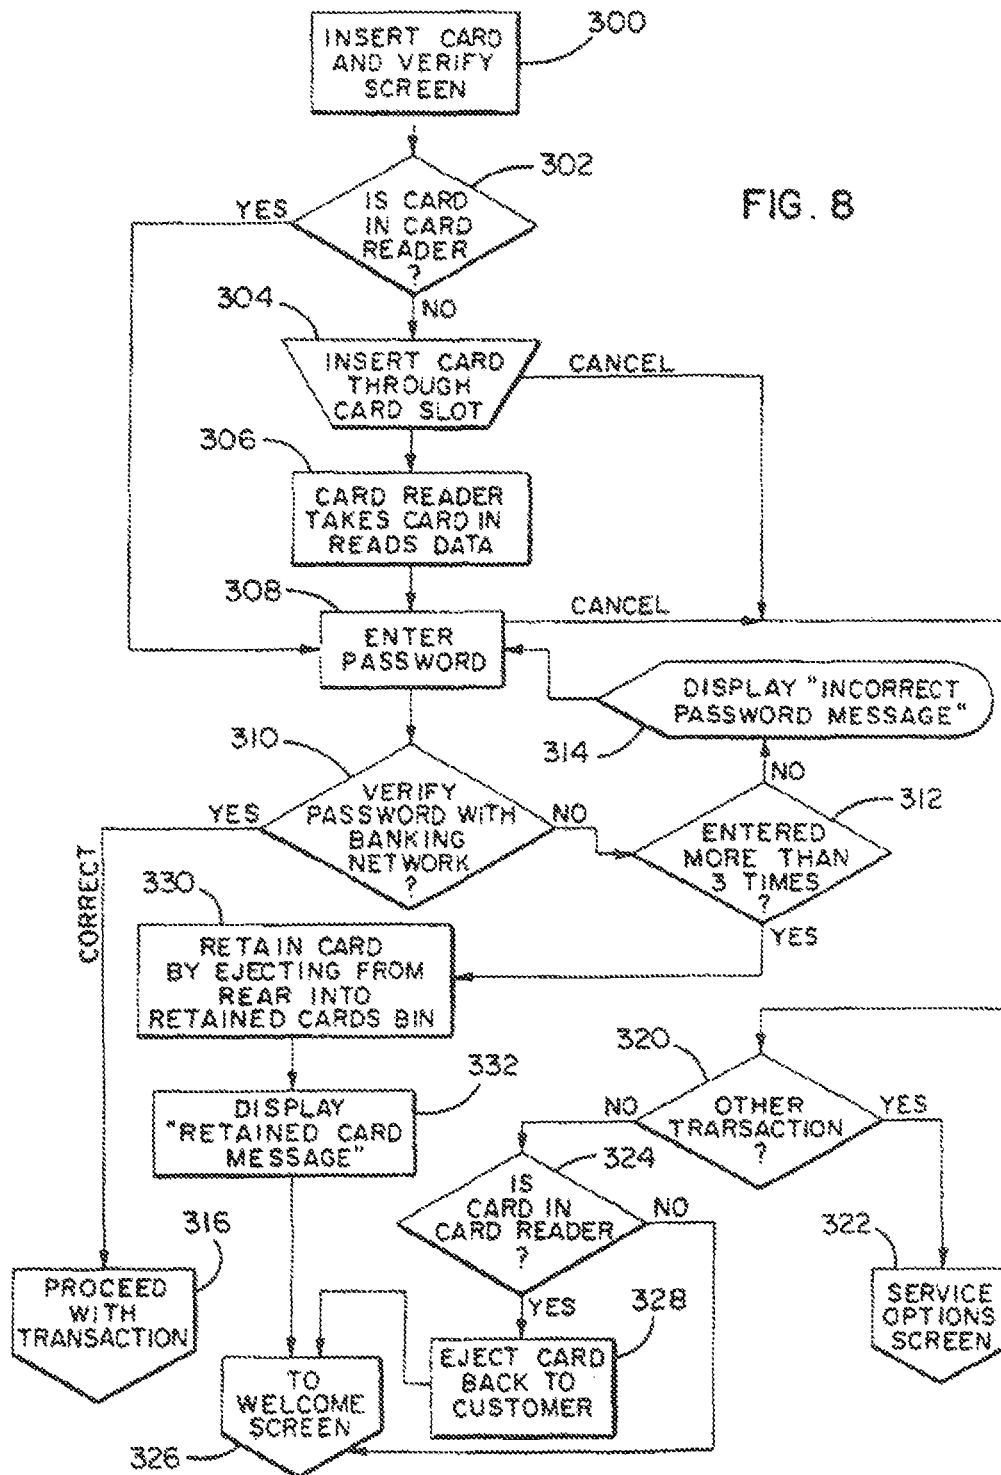 300
INSERT CARD
AND VERIFY
SCREEN
302
FIG. 8
YES
IS CARD
IN CARD
READER
?
304
NO
INSERT CARD
THROUGH
CARD SLOT
CANCEL
306
CARD READER
TAKES CARD IN
READS DATA
308
CANCEL
ENTER
PASSWORD
DISPLAY "INCORRECT
PASSWORD MESSAGE"
314
310
NO
312
YES
VERIFY
PASSWORD WITH
BANKING
NETWORK
?
NO
ENTERED
MORE THAN
3 TIMES
?
CORRECT
330
YES
RETAIN CARD
BY EJECTING FROM
REAR INTO
RETAINED CARDS BIN
320
332
DISPLAY
"RETAINED CARD
MESSAGE"
NO
OTHER
TRARSACTION
?
YES
324
IS
CARD IN
CARD READER
?
NO
316
322
PROCEED
WITH
TRANSACTION
SERVICE
OPTIONS
SCREEN
YES
328
EJECT CARD
BACK TO
CUSTOMER
TO
WELCOME
SCREEN
326